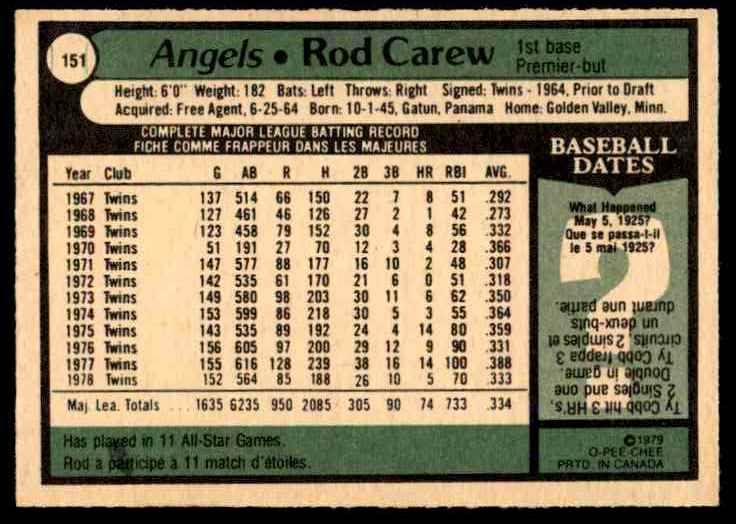 151
Angels • Rod Carew
1st base
Premier-but
Height: 6'0" Weight: 182 Bats: Left Throws: Right Signed: Twins - 1964, Prior to Draft
Acquired: Free Agent, 6-25-64 Born: 10-1-45, Gatun, Panama Home: Golden Valley, Minn.
COMPLETE MAJOR LEAGUE BATTING RECORD
FICHE COMME FRAPPEUR DANS LES MAJEURES
Year Club G AB R H 2B 3B HR RBI AVG.
1967 Twins 137 514 66 150 22 7 8 51 .292
1968 Twins 127 461 46 126 27 2 1 42 .273
1969 Twins 123 458 79 152 30 4 8 56 .332
1970 Twins 51 191 27 70 12 3 4 28 .366
1971 Twins 147 577 88 177 16 10 2 48 .307
1972 Twins 142 535 61 170 21 6 0 51 .318
1973 Twins 149 580 98 203 30 11 6 62 .350
1974 Twins 153 599 86 218 30 5 3 55 .364
1975 Twins 143 535 89 192 24 4 14 80 .359
1976 Twins 156 605 97 200 29 12 9 90 .331
1977 Twins 155 616 128 239 38 16 14 100 .388
1978 Twins 152 564 85 188 26 10 5 70 .333
Maj. Lea. Totals ... 1635 6235 950 2085 305 90 74 733 .334
Has played in 11 All-Star Games.
Rod a participé à 11 match d'étoiles.
BASEBALL
DATES
What Happened
May 5, 1925?
Que se passa-t-il
le 5 mai 1925?
Ty Cobb hit 3 HR's,
2 Singles and one
Double in game.
Ty Cobb frappa 3
circuits, 2 simples et
un deux-buts
durant une partie.
©1979
O-PEE-CHEE
PRTD. IN CANADA